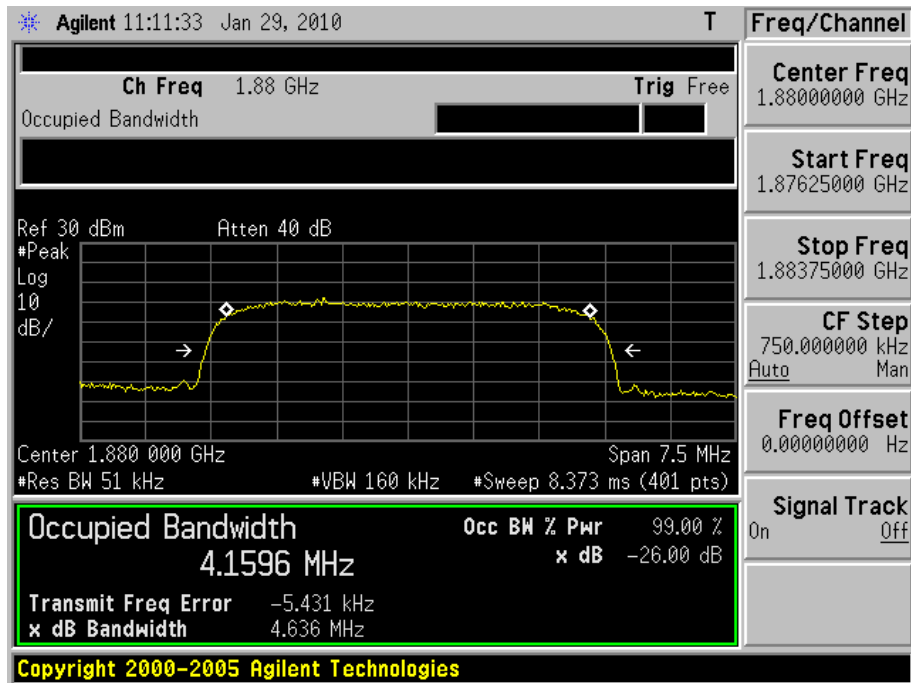 Agilent 11:11:33 Jan 29, 2010 T
Ch Freq 1.88 GHz Trig Free
Occupied Bandwidth
Ref 30 dBm Atten 40 dB
#Peak
Log
10
dB/
Center 1.880 000 GHz Span 7.5 MHz
#Res BW 51 kHz #VBW 160 kHz #Sweep 8.373 ms (401 pts)
Occupied Bandwidth Occ BW % Pwr 99.00 %
4.1596 MHz x dB -26.00 dB
Transmit Freq Error -5.431 kHz
x dB Bandwidth 4.636 MHz
Copyright 2000-2005 Agilent Technologies
Freq/Channel
Center Freq
1.88000000 GHz
Start Freq
1.87625000 GHz
Stop Freq
1.88375000 GHz
CF Step
750.000000 kHz
Auto Man
Freq Offset
0.00000000 Hz
Signal Track
On Off